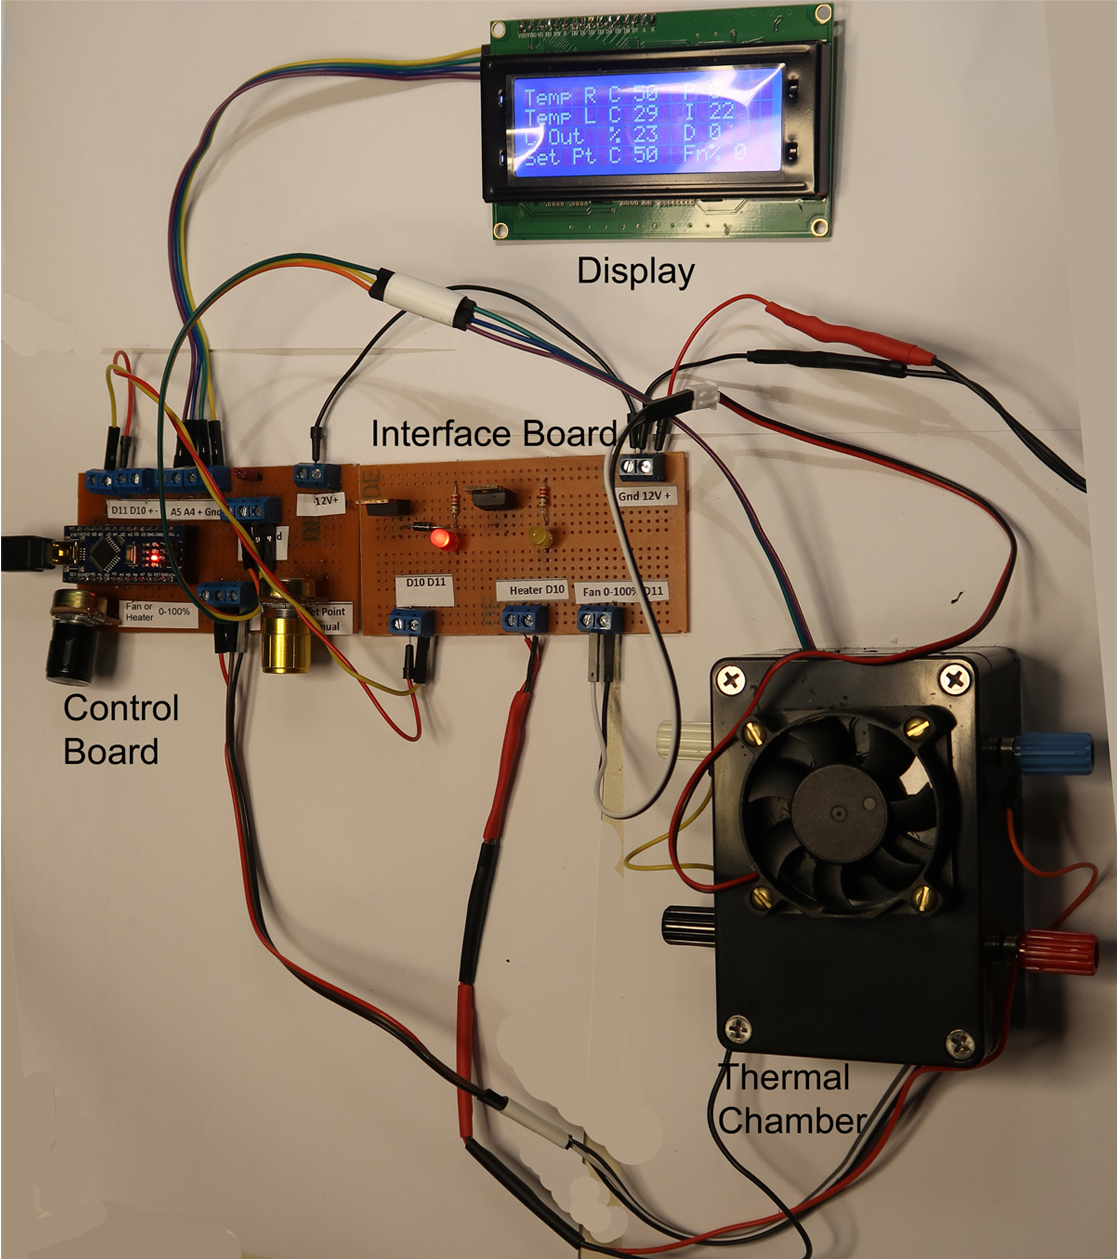 Temp R C 50
Temp L C 29 I 22
Out % 23 D 0
Set Pt C 50 Fn% 0
Display
Interface Board
12V+
Gnd 12V +
D11 D10 + -
A5 A4 + Gnd
D10 D11
Heater D10
Fan 0-100% D11
Fan or
Heater 0-100%
Point
Control
Board
Thermal
Chamber